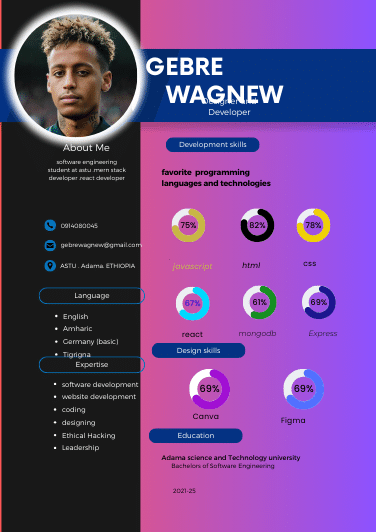 GEBRE
WAGNEW
Designer and
Developer
About Me
software engineering
student at astu .mern stack
developer .react developer
0914080045
gebrewagnew@gmail.com
ASTU . Adama. ETHIOPIA
Language
English
Amharic
Germany (basic)
Tigrigna
Expertise
software development
website development
coding
designing
Ethical Hacking
Leadership
Development skills
favorite programming
languages and technologies
75% 82% 78%
javascript html css
67% 61% 69%
react mongodb Express
Design skills
69% 69%
Canva Figma
Education
Adama science and Technology university
Bachelors of Software Engineering
2021-25